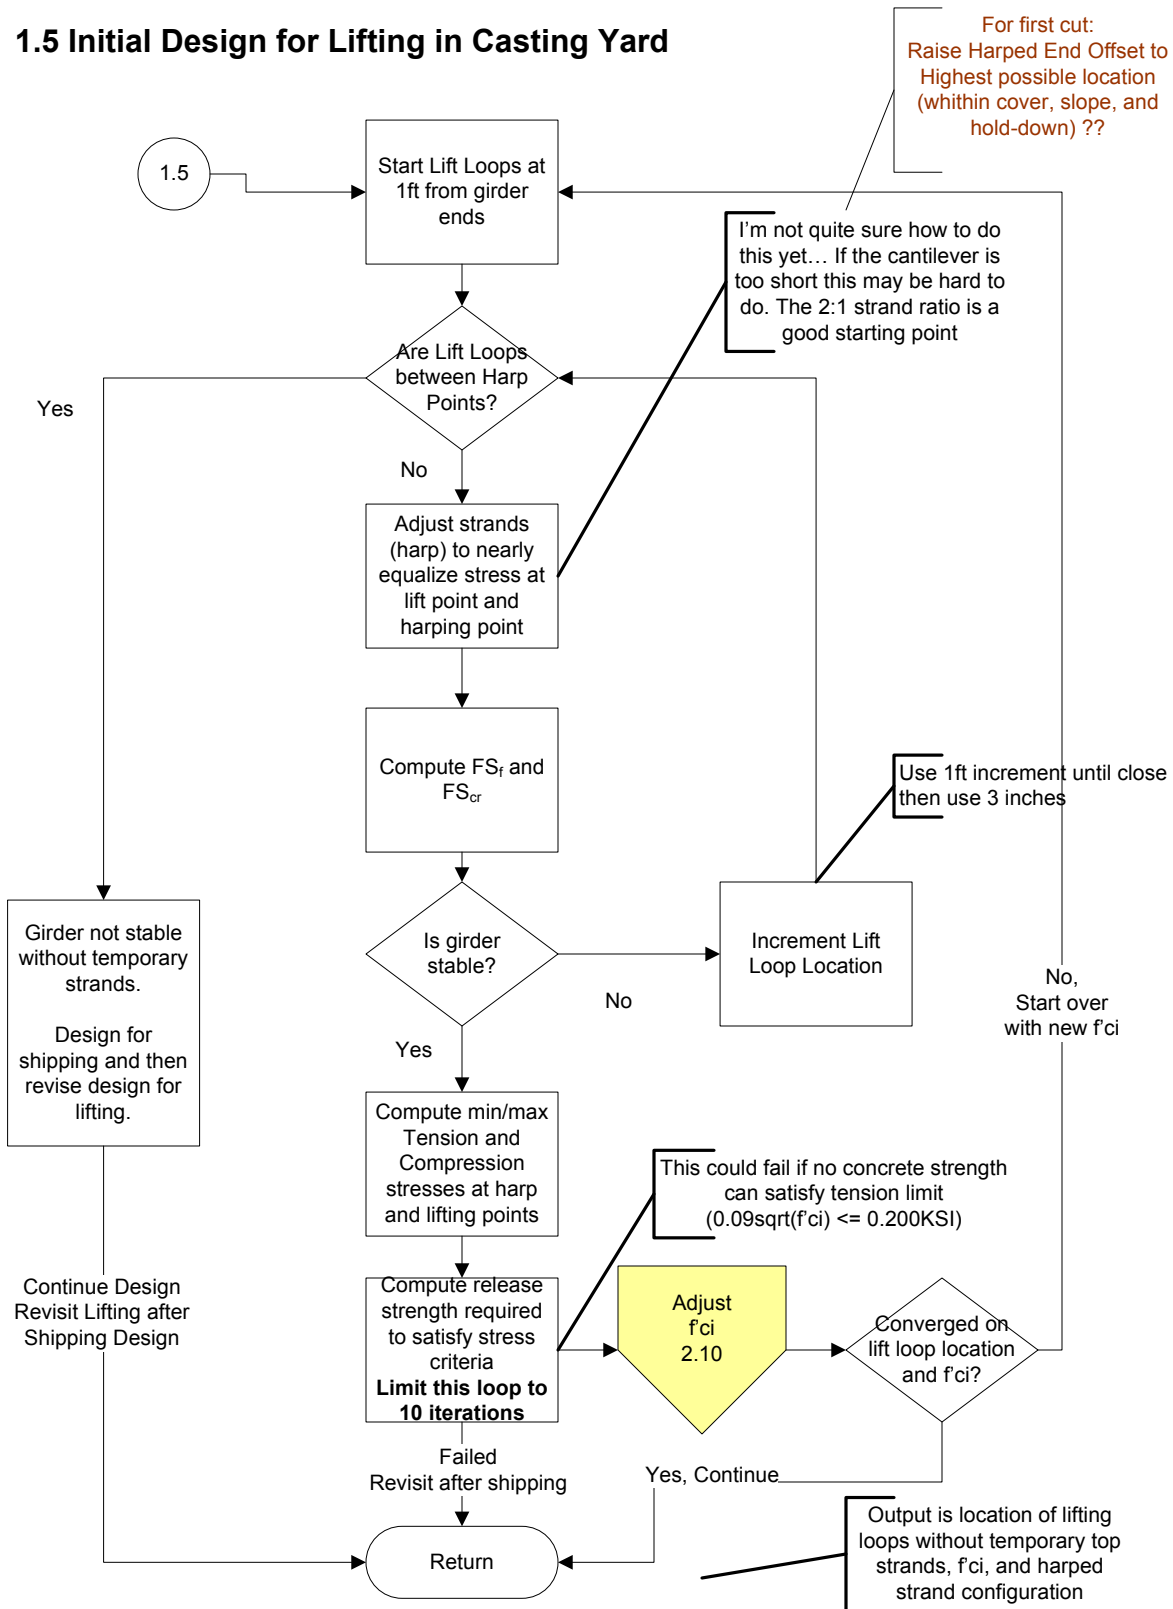 1.5 Initial Design for Lifting in Casting Yard
For first cut:
Raise Harped End Offset to
Highest possible location
(whithin cover, slope, and
hold-down) ??
1.5
Start Lift Loops at
1ft from girder
ends
I'm not quite sure how to do
this yet... If the cantilever is
too short this may be hard to
do. The 2:1 strand ratio is a
good starting point
Are Lift Loops
between Harp
Points?
Yes
No
Adjust strands
(harp) to nearly
equalize stress at
lift point and
harping point
Compute FSf and
FScr
Use 1ft increment until close
then use 3 inches
Is girder
stable?
No
Increment Lift
Loop Location
Girder not stable
without temporary
strands.
Design for
shipping and then
revise design for
lifting.
No,
Start over
with new f'ci
Yes
Compute min/max
Tension and
Compression
stresses at harp
and lifting points
This could fail if no concrete strength
can satisfy tension limit
(0.09sqrt(f'ci) <= 0.200KSI)
Continue Design
Revisit Lifting after
Shipping Design
Compute release
strength required
to satisfy stress
criteria
Limit this loop to
10 iterations
Adjust
f'ci
2.10
Converged on
lift loop location
and f'ci?
Failed
Revisit after shipping
Yes, Continue
Return
Output is location of lifting
loops without temporary top
strands, f'ci, and harped
strand configuration